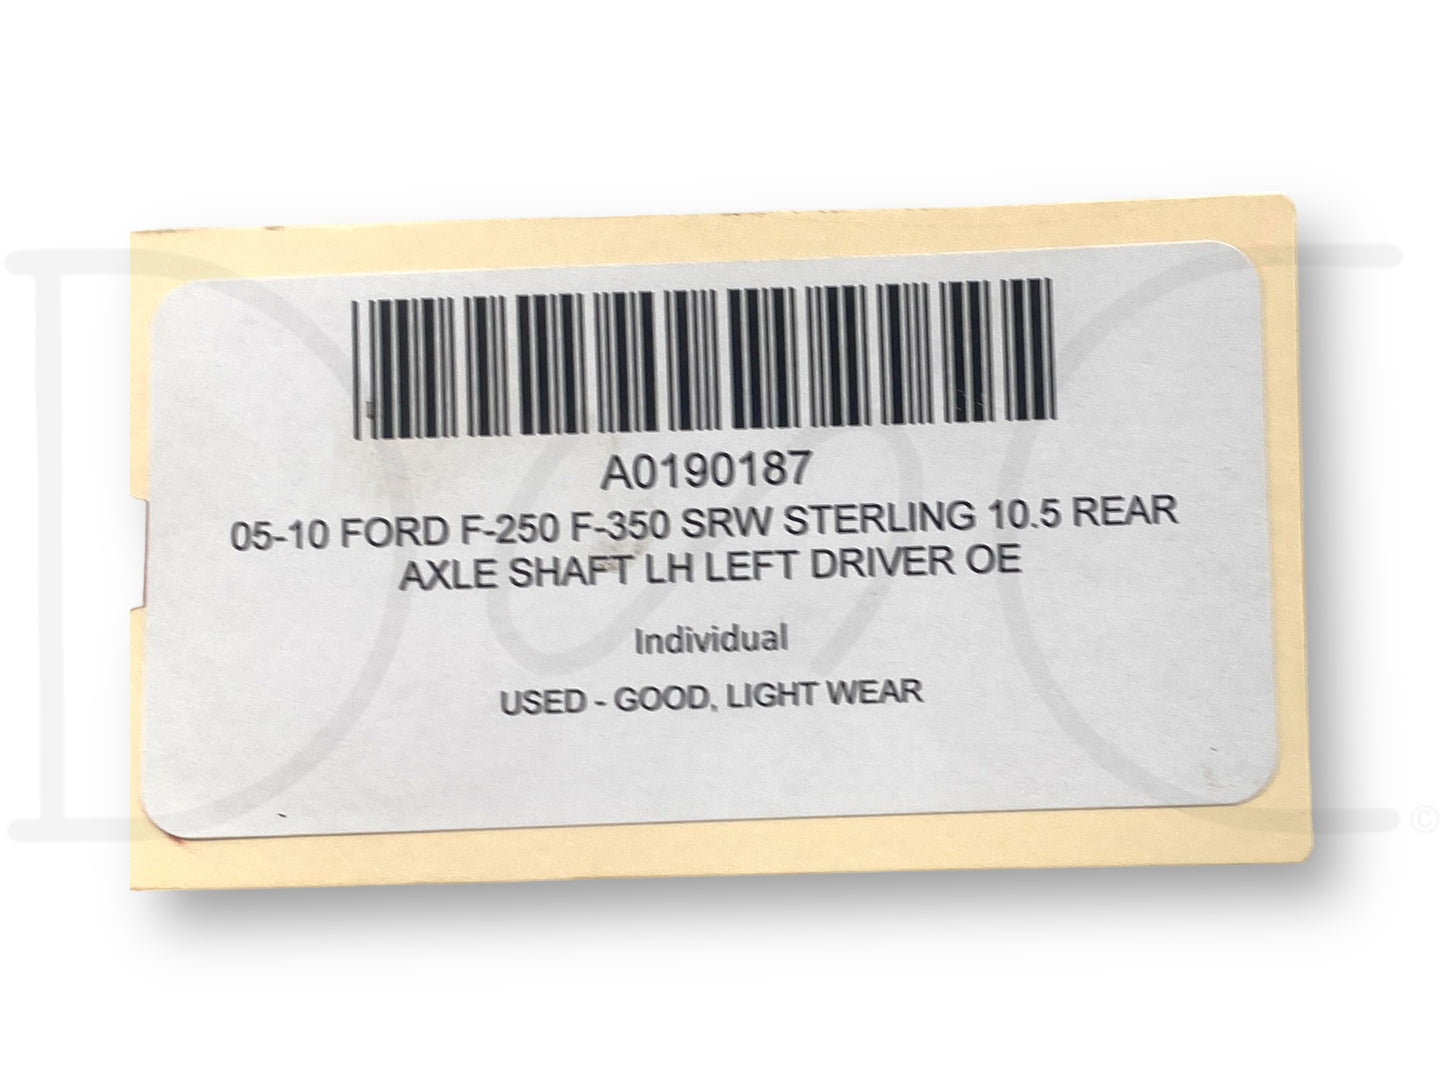 A0190187
05-10 FORD F-250 F-350 SRW STERLING 10.5 REAR
AXLE SHAFT LH LEFT DRIVER OE
Individual
USED - GOOD, LIGHT WEAR
©